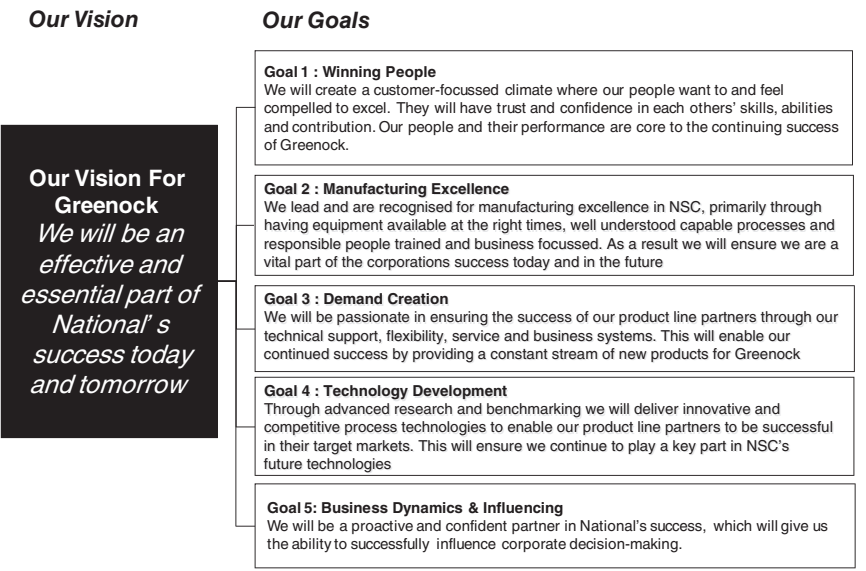 Our Vision
Our Goals
Our Vision For
Greenock
We will be an
effective and
essential part of
National' s
success today
and tomorrow
Goal 1 : Winning People
We will create a customer-focussed climate where our people want to and feel
compelled to excel. They will have trust and confidence in each others' skills, abilities
and contribution. Our people and their performance are core to the continuing success
of Greenock.
Goal 2 : Manufacturing Excellence
We lead and are recognised for manufacturing excellence in NSC, primarily through
having equipment available at the right times, well understood capable processes and
responsible people trained and business focussed. As a result we will ensure we are a
vital part of the corporations success today and in the future
Goal 3 : Demand Creation
We will be passionate in ensuring the success of our product line partners through our
technical support, flexibility, service and business systems. This will enable our
continued success by providing a constant stream of new products for Greenock
Goal 4 : Technology Development
Through advanced research and benchmarking we will deliver innovative and
competitive process technologies to enable our product line partners to be successful
in their target markets. This will ensure we continue to play a key part in NSC's
future technologies
Goal 5: Business Dynamics & Influencing
We will be a proactive and confident partner in National's success, which will give us
the ability to successfully influence corporate decision-making.